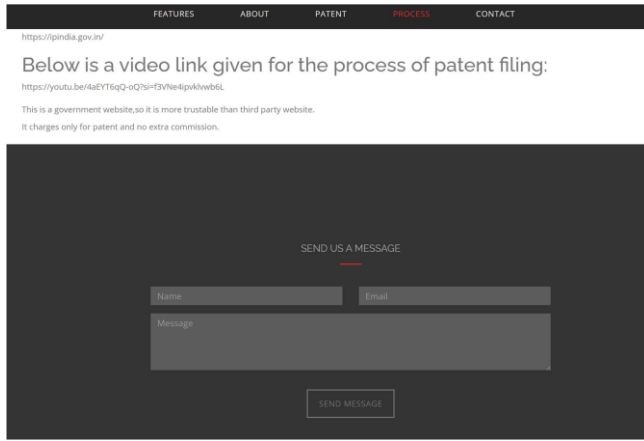 FEATURES ABOUT PATENT PROCESS CONTACT
https://ipindia.gov.in/
Below is a video link given for the process of patent filing:
https://youtu.be/4aEYT6qQ-oQ?si=f3VNe4ipvklvwb6L
This is a government website,so it is more trustable than third party website.
It charges only for patent and no extra commission.
SEND US A MESSAGE
Name Email
Message
SEND MESSAGE